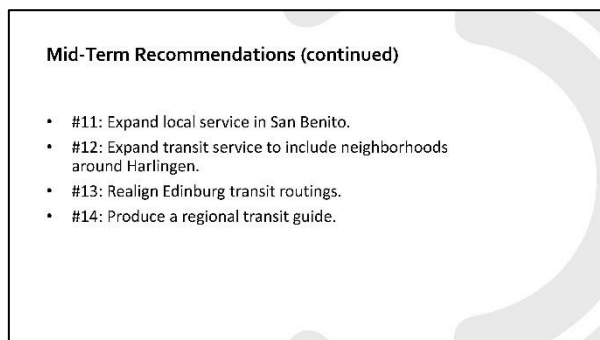 Mid-Term Recommendations (continued)
• #11: Expand local service in San Benito.
• #12: Expand transit service to include neighborhoods
around Harlingen.
• #13: Realign Edinburg transit routings.
• #14: Produce a regional transit guide.